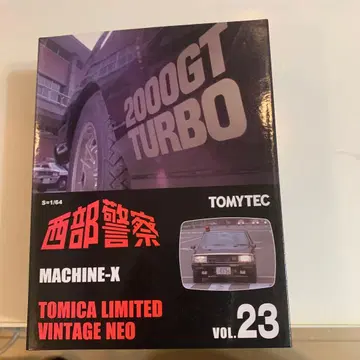 2000GT
TURBO
S=1/64
TOMYTEC
西部警察
MACHINE-X
TOMICA LIMITED
VINTAGE NEO
VOL.23